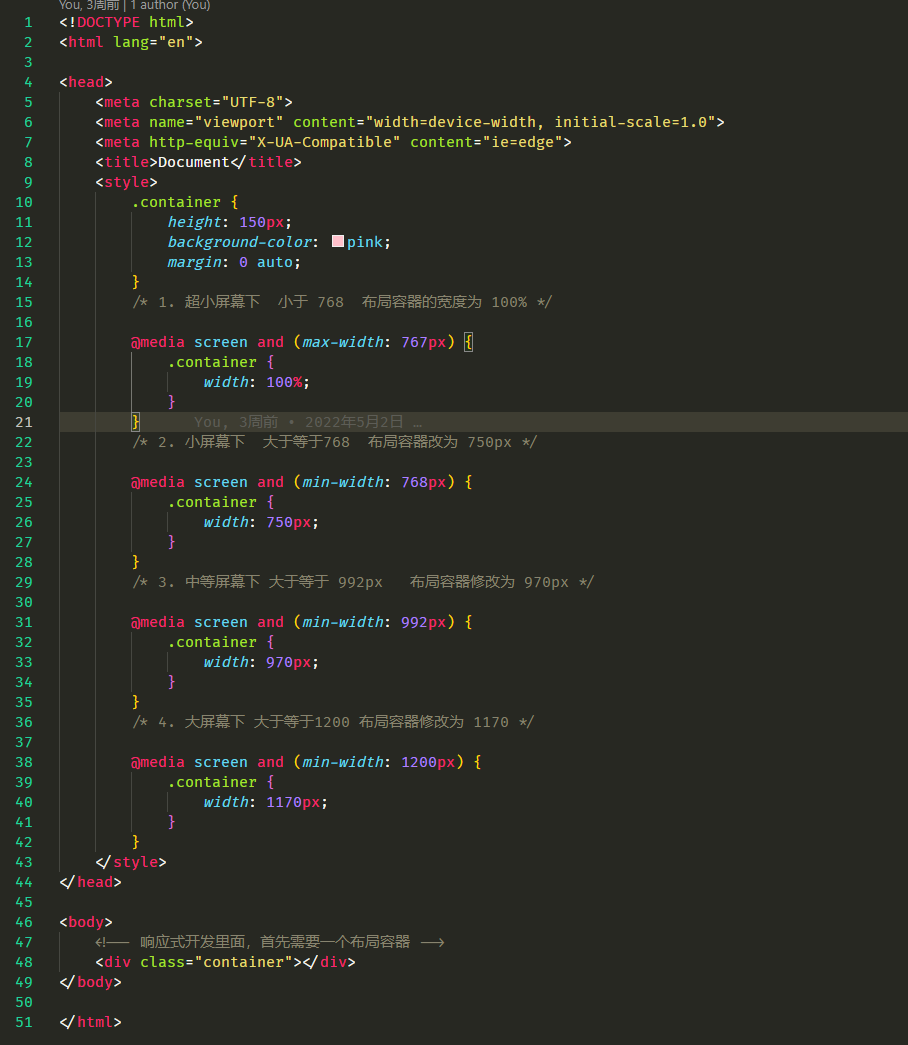 You, 3周前 | 1 author (You)
1 <!DOCTYPE html>
2 <html lang="en">
3
4 <head>
5 <meta charset="UTF-8">
6 <meta name="viewport" content="width=device-width, initial-scale=1.0">
7 <meta http-equiv="X-UA-Compatible" content="ie=edge">
8 <title>Document</title>
9 <style>
10 .container {
11 height: 150px;
12 background-color: pink;
13 margin: 0 auto;
14 }
15 /* 1. 超小屏幕下  小于 768  布局容器的宽度为 100% */
16
17 @media screen and (max-width: 767px) {
18 .container {
19 width: 100%;
20 }
21 } You, 3周前 • 2022年5月2日 …
22 /* 2. 小屏幕下  大于等于768  布局容器改为 750px */
23
24 @media screen and (min-width: 768px) {
25 .container {
26 width: 750px;
27 }
28 }
29 /* 3. 中等屏幕下 大于等于 992px   布局容器修改为 970px */
30
31 @media screen and (min-width: 992px) {
32 .container {
33 width: 970px;
34 }
35 }
36 /* 4. 大屏幕下 大于等于1200 布局容器修改为 1170 */
37
38 @media screen and (min-width: 1200px) {
39 .container {
40 width: 1170px;
41 }
42 }
43 </style>
44 </head>
45
46 <body>
47 <!-- 响应式开发里面，首先需要一个布局容器 -->
48 <div class="container"></div>
49 </body>
50
51 </html>